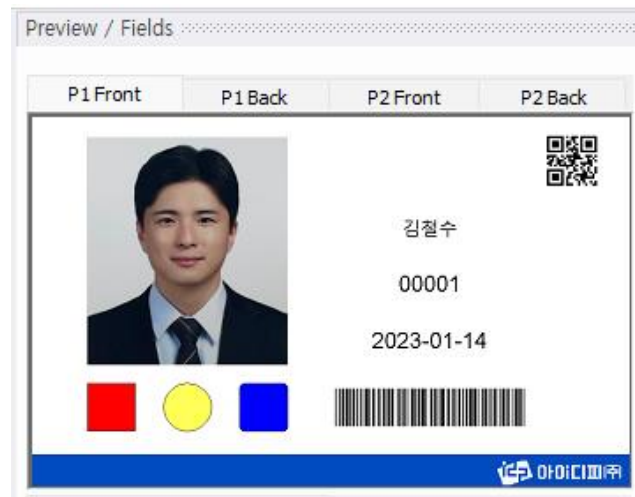 Preview / Fields
P1 Front
P1 Back
P2 Front
P2 Back
김철수
00001
2023-01-14
iDP 아이디피㈜